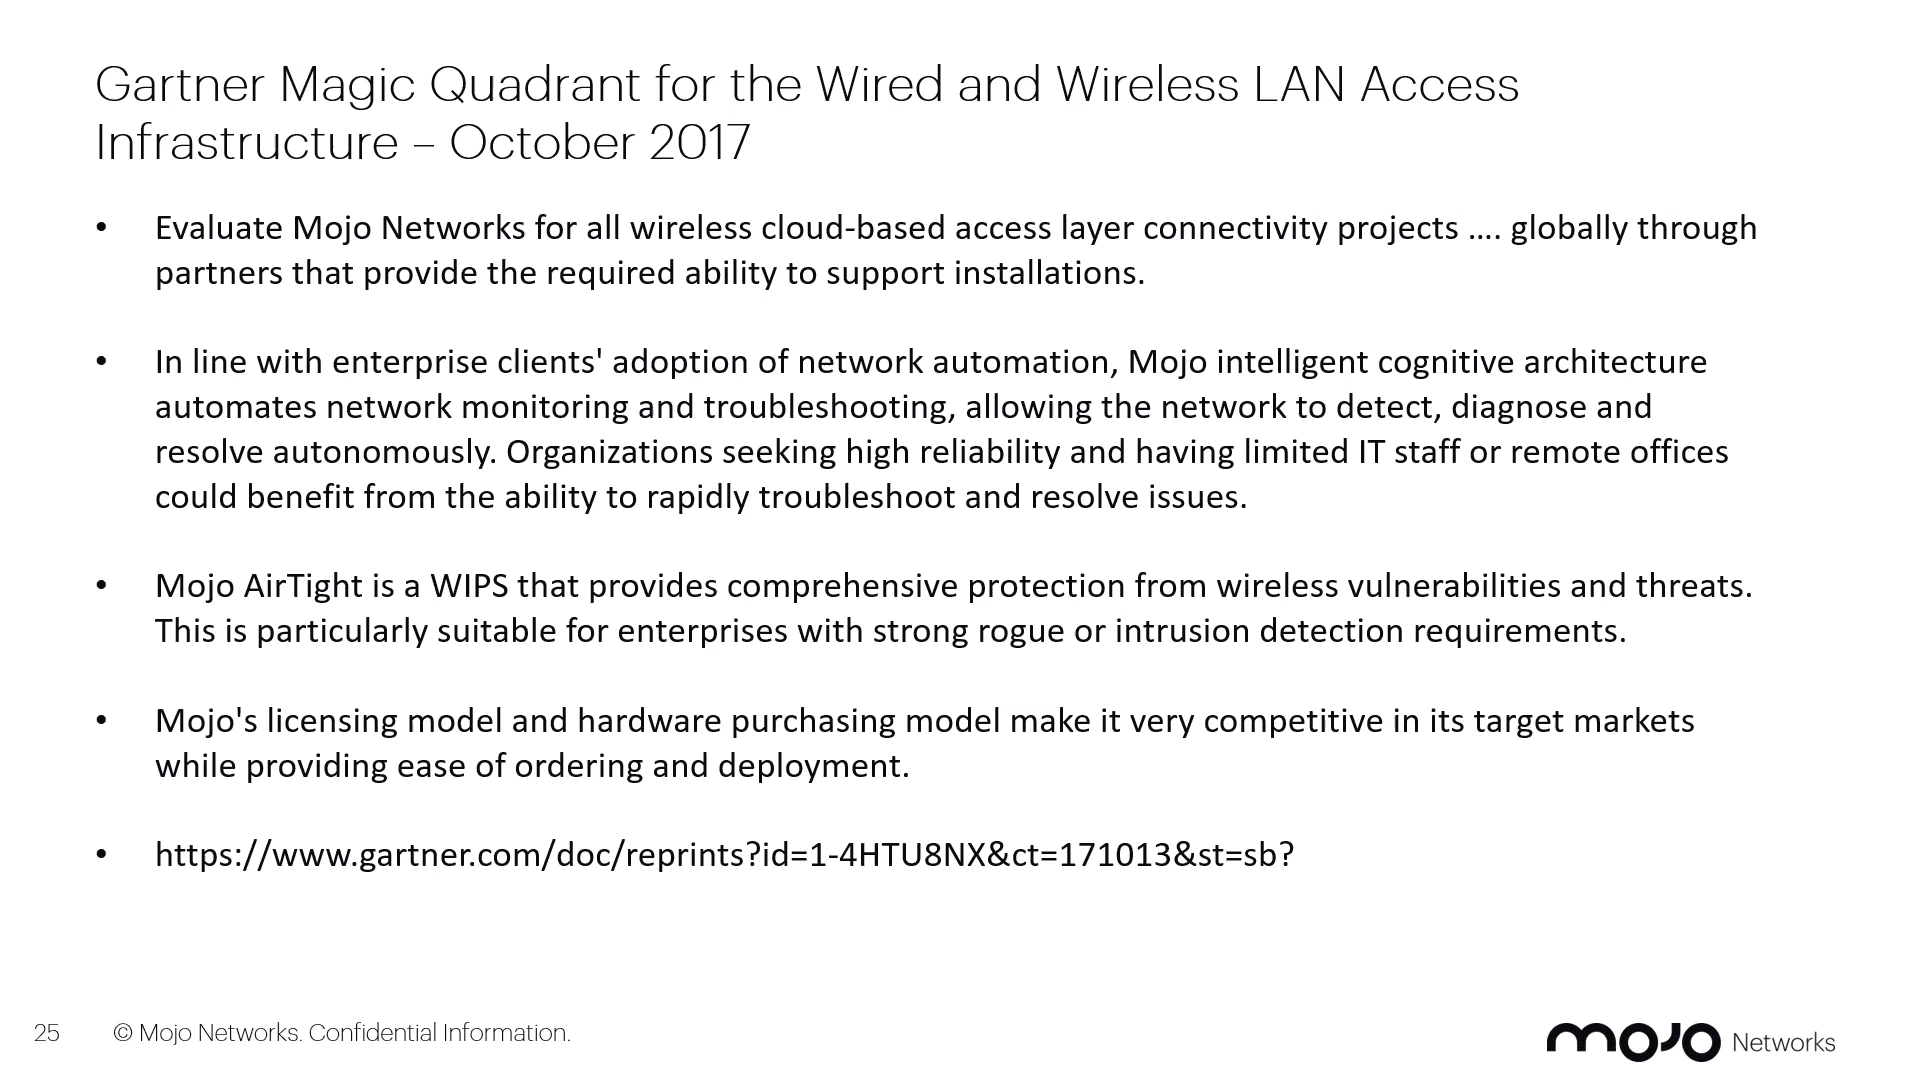 Gartner Magic Quadrant for the Wired and Wireless LAN Access
Infrastructure – October 2017
• Evaluate Mojo Networks for all wireless cloud-based access layer connectivity projects …. globally through
partners that provide the required ability to support installations.
• In line with enterprise clients' adoption of network automation, Mojo intelligent cognitive architecture
automates network monitoring and troubleshooting, allowing the network to detect, diagnose and
resolve autonomously. Organizations seeking high reliability and having limited IT staff or remote offices
could benefit from the ability to rapidly troubleshoot and resolve issues.
• Mojo AirTight is a WIPS that provides comprehensive protection from wireless vulnerabilities and threats.
This is particularly suitable for enterprises with strong rogue or intrusion detection requirements.
• Mojo's licensing model and hardware purchasing model make it very competitive in its target markets
while providing ease of ordering and deployment.
• https://www.gartner.com/doc/reprints?id=1-4HTU8NX&ct=171013&st=sb?
25 © Mojo Networks. Confidential Information.
mojo Networks